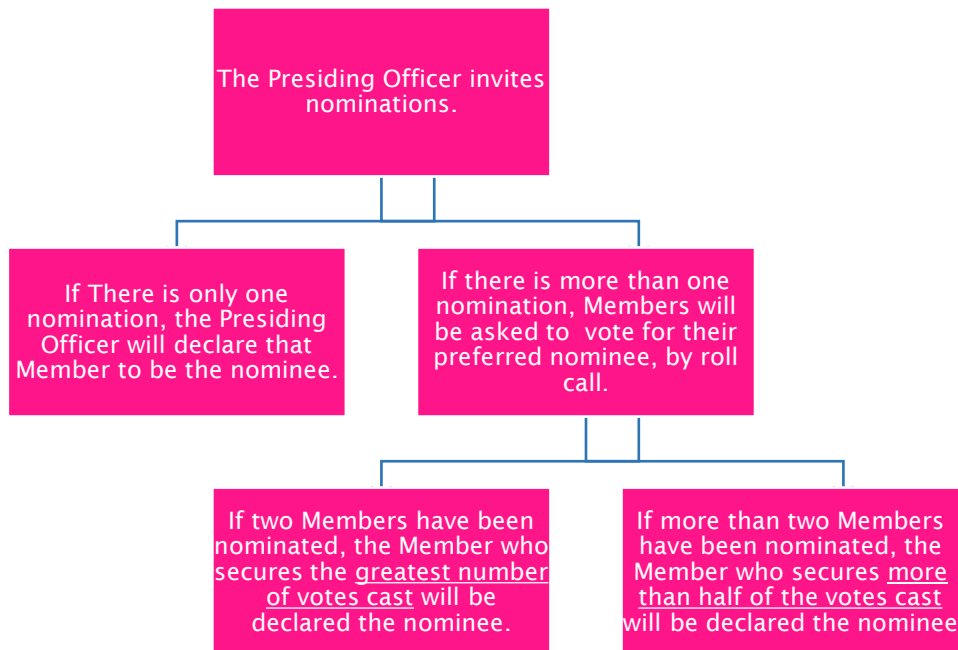 The Presiding Officer invites
nominations.
If There is only one
nomination, the Presiding
Officer will declare that
Member to be the nominee.
If there is more than one
nomination, Members will
be asked to  vote for their
preferred nominee, by roll
call.
If two Members have been
nominated, the Member who
secures the greatest number
of votes cast will be
declared the nominee.
If more than two Members
have been nominated, the
Member who secures more
than half of the votes cast
will be declared the nominee